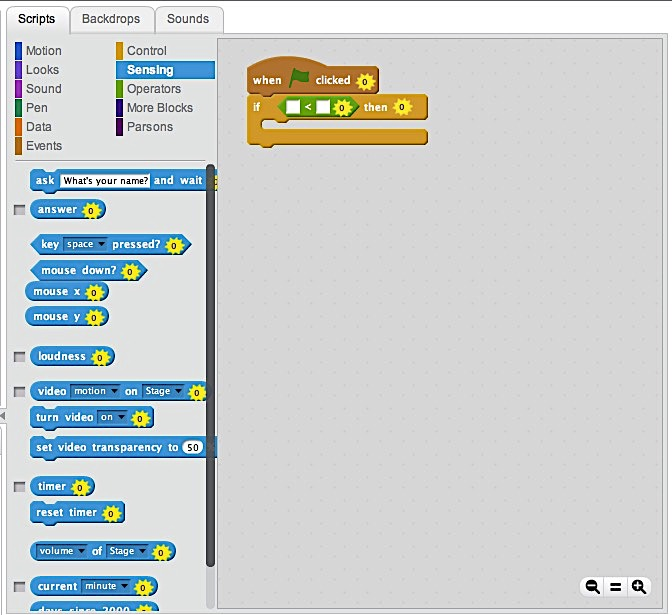 Scripts Backdrops Sounds
Motion Control
Looks Sensing
Sound Operators
Pen More Blocks
Data Parsons
Events
when clicked 0
if < 0 then 0
ask What's your name? and wait
answer 0
key space pressed? 0
mouse down? 0
mouse x 0
mouse y 0
loudness 0
video motion on Stage 0
turn video on 0
set video transparency to 50
timer 0
reset timer 0
volume of Stage 0
current minute 0
days since 2000